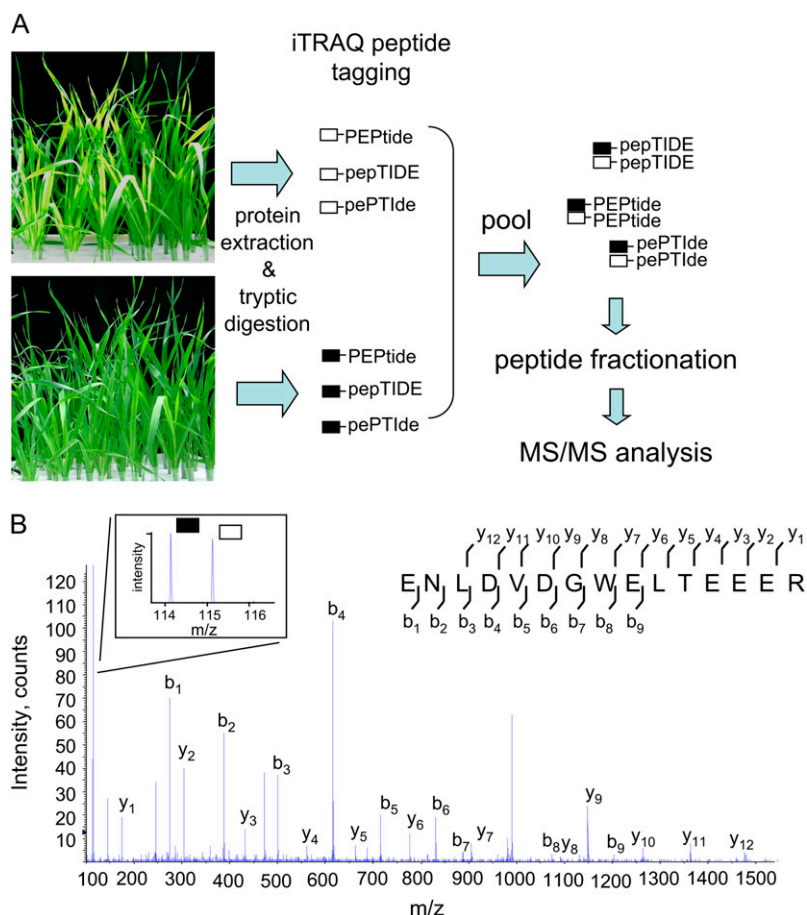 A
iTRAQ peptide
tagging
PEPtide
pepTIDE
pePTIde
protein
extraction
&
tryptic
digestion
PEPtide
pepTIDE
pePTIde
pool
pepTIDE
pepTIDE
PEPtide
PEPtide
pePTIde
pePTIde
peptide fractionation
MS/MS analysis
B
intensity
114 115 116
m/z
y12 y11 y10 y9 y8 y7 y6 y5 y4 y3 y2 y1
E N L D V D G W E L T E E E R
b1 b2 b3 b4 b5 b6 b7 b8 b9
Intensity, counts
120
110
100
90
80
70
60
50
40
30
20
10
y1
b1
y2
b2
y3
b3
y4
b4
y5
b5
y6
b6
b7
y7
b8
y8
y9
b9
y10
y11
y12
100 200 300 400 500 600 700 800 900 1000 1100 1200 1300 1400 1500
m/z